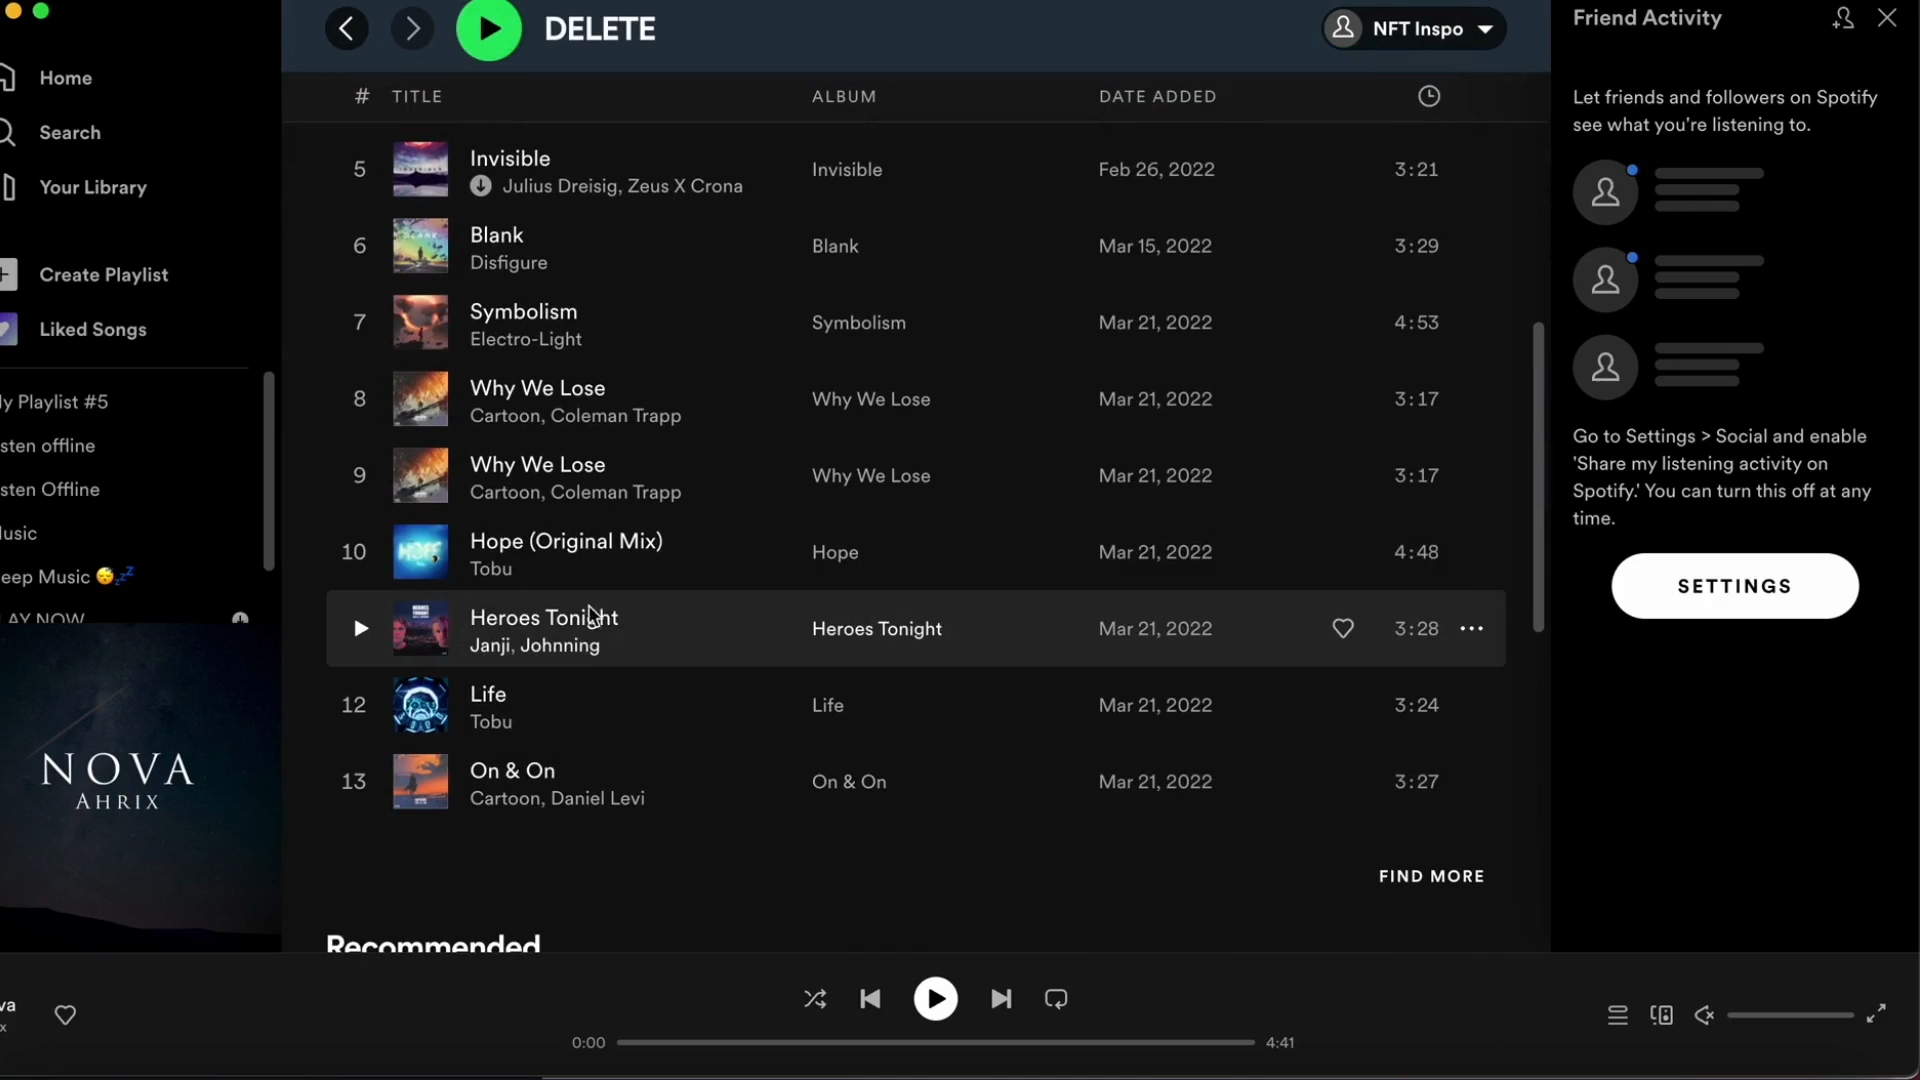 DELETE
NFT Inspo
Friend Activity
Home
Search
Your Library
Create Playlist
Liked Songs
y Playlist #5
sten offline
sten Offline
usic
eep Music 😴💤
AY NOW
NOVA
AHRIX
# TITLE ALBUM DATE ADDED
5 Invisible Invisible Feb 26, 2022 3:21
Julius Dreisig, Zeus X Crona
6 Blank Blank Mar 15, 2022 3:29
Disfigure
7 Symbolism Symbolism Mar 21, 2022 4:53
Electro-Light
8 Why We Lose Why We Lose Mar 21, 2022 3:17
Cartoon, Coleman Trapp
9 Why We Lose Why We Lose Mar 21, 2022 3:17
Cartoon, Coleman Trapp
10 Hope (Original Mix) Hope Mar 21, 2022 4:48
Tobu
Heroes Tonight Heroes Tonight Mar 21, 2022 3:28
Janji, Johnning
12 Life Life Mar 21, 2022 3:24
Tobu
13 On & On On & On Mar 21, 2022 3:27
Cartoon, Daniel Levi
FIND MORE
Recommended
Let friends and followers on Spotify
see what you're listening to.
Go to Settings > Social and enable
'Share my listening activity on
Spotify.' You can turn this off at any
time.
SETTINGS
va
x
0:00 4:41